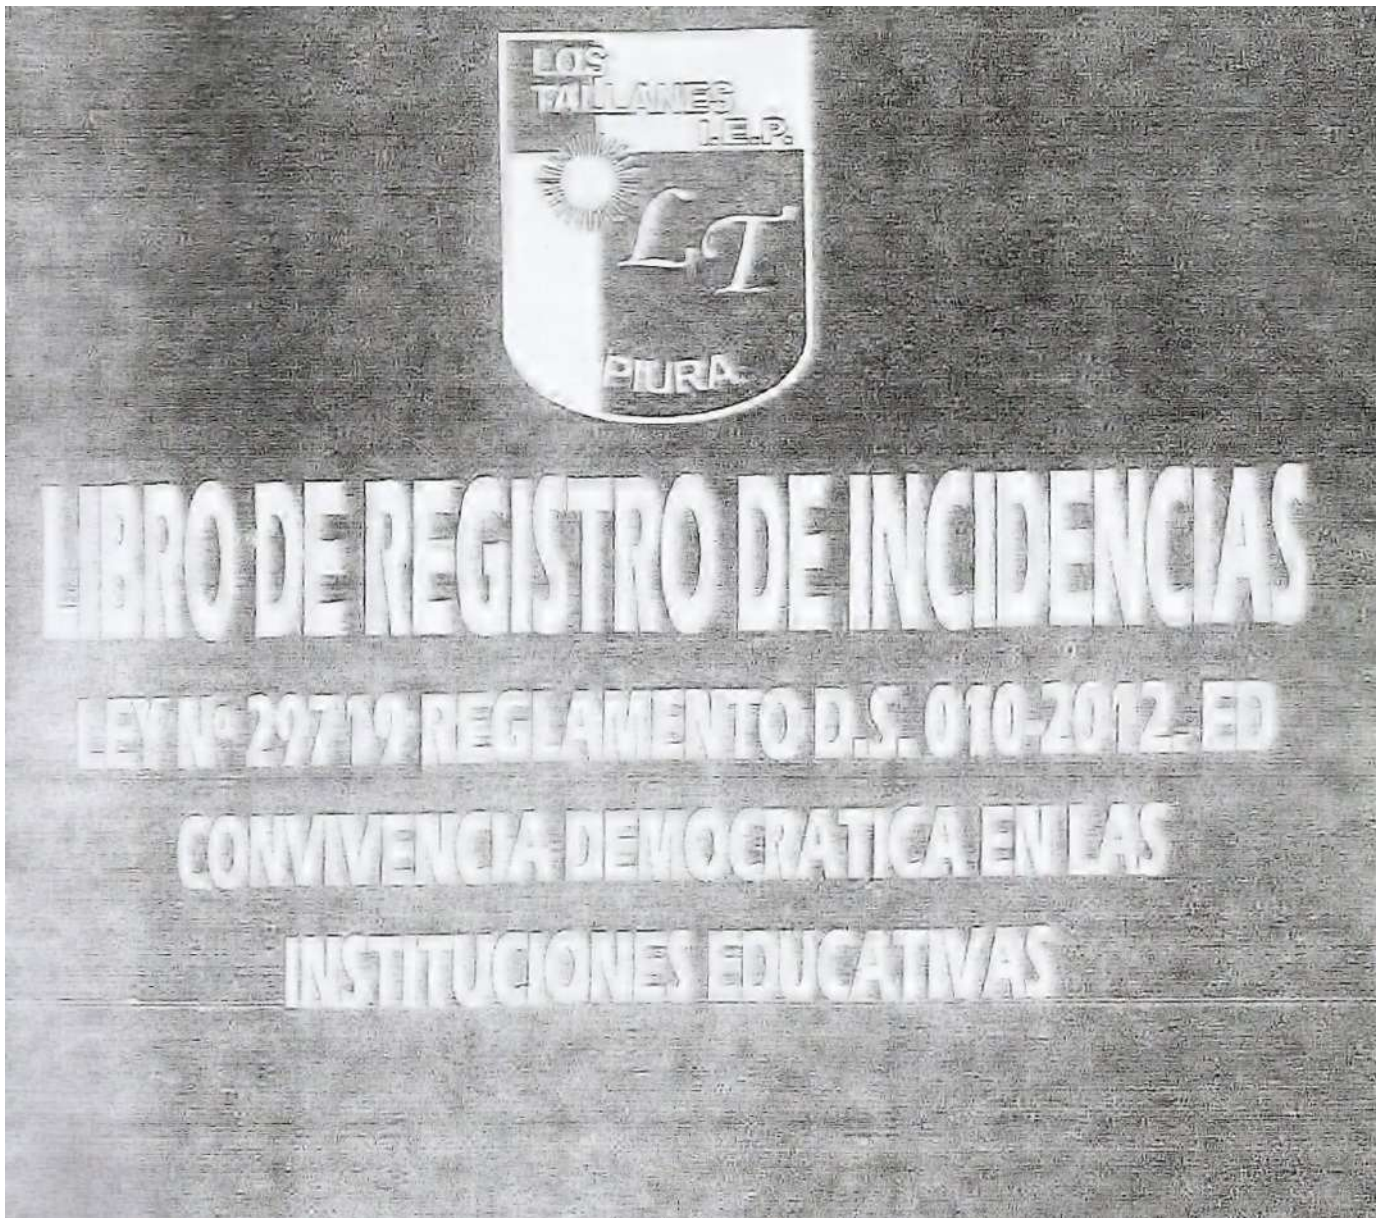 LOS
TALLANES
I.E.P.
LT
PIURA
LIBRO DE REGISTRO DE INCIDENCIAS
LEY Nº 29719 REGLAMENTO D.S. 010-2012. ED
CONVIVENCIA DEMOCRATICA EN LAS
INSTITUCIONES EDUCATIVAS